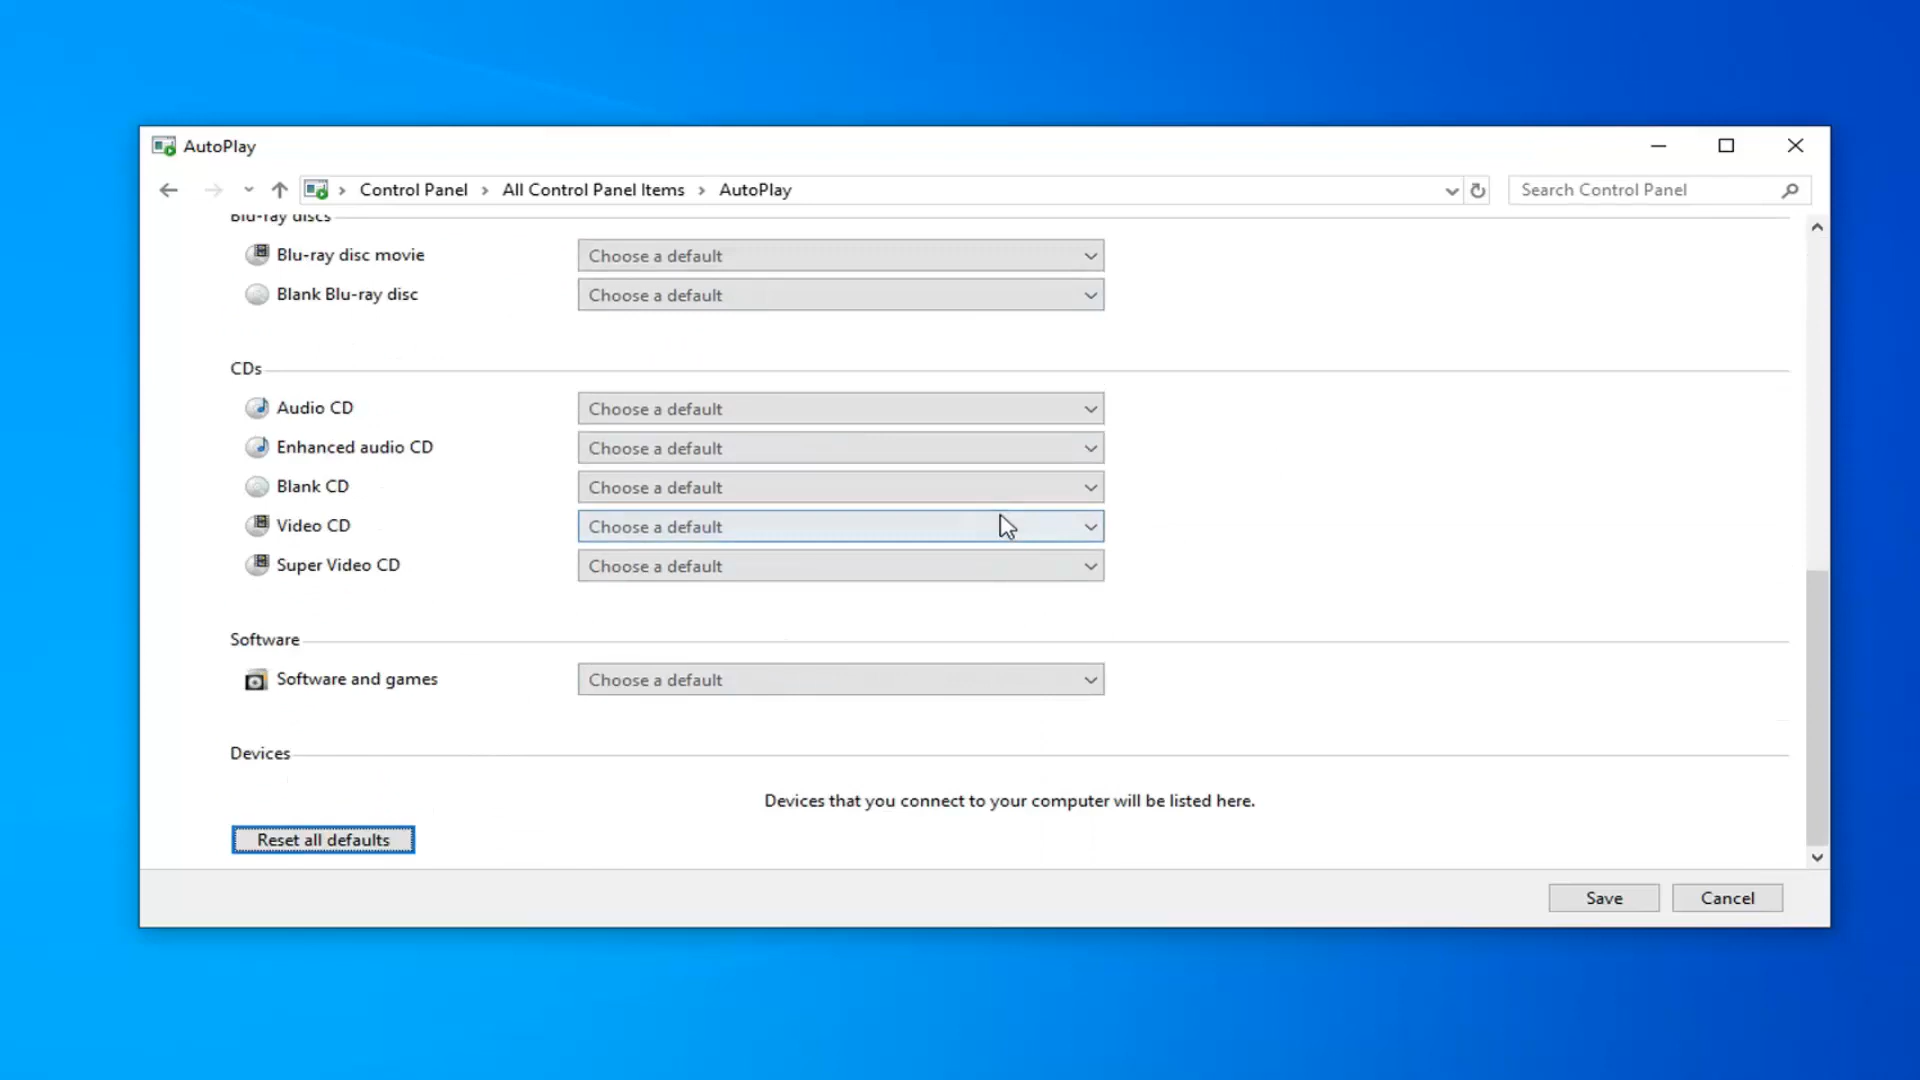 AutoPlay
Control Panel > All Control Panel Items > AutoPlay
Search Control Panel
Blu-ray discs
Blu-ray disc movie Choose a default
Blank Blu-ray disc Choose a default
CDs
Audio CD Choose a default
Enhanced audio CD Choose a default
Blank CD Choose a default
Video CD Choose a default
Super Video CD Choose a default
Software
Software and games Choose a default
Devices
Devices that you connect to your computer will be listed here.
Reset all defaults
Save Cancel